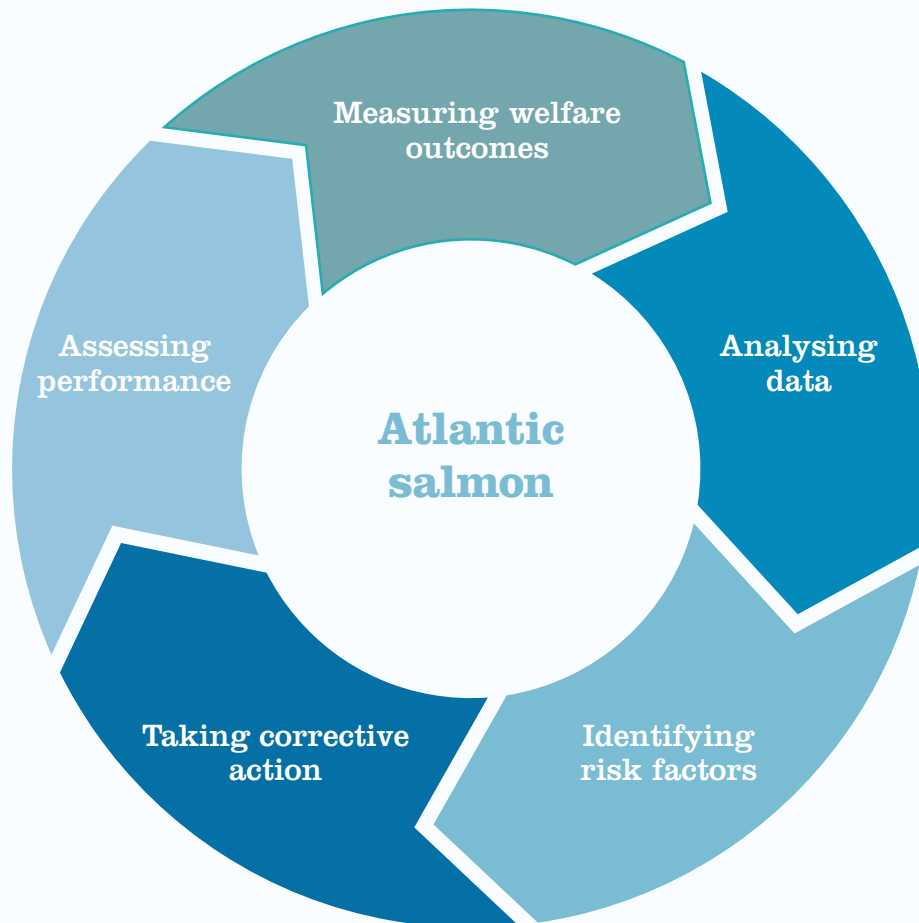 Measuring welfare
outcomes
Analysing
data
Identifying
risk factors
Taking corrective
action
Assessing
performance
Atlantic
salmon